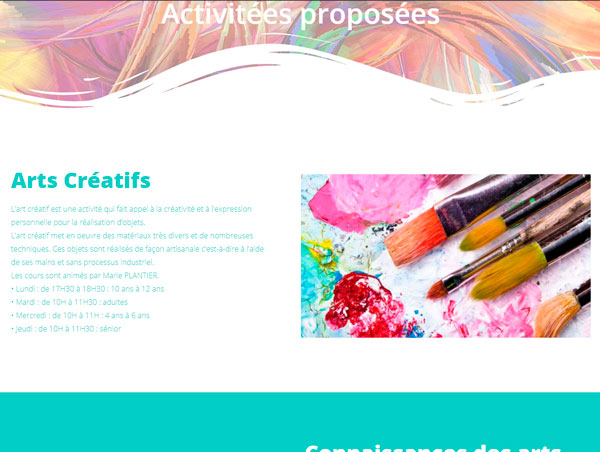 Activitées proposées
Arts Créatifs
L'art créatif est une activité qui fait appel à la créativité et à l'expression
personnelle pour la réalisation d'objets.
L'art créatif met en oeuvre des matériaux très divers et de nombreuses
techniques. Ces objets sont réalisés de façon artisanale c'est-à-dire à l'aide
de ses mains et sans processus industriel.
Les cours sont animés par Marie PLANTIER.
• Lundi : de 17H30 à 18H30 : 10 ans à 12 ans
• Mardi : de 10H à 11H30 : adultes
• Mercredi : de 10H à 11H : 4 ans à 6 ans
• Jeudi : de 10H à 11H30 : sénior
Connaissances des arts